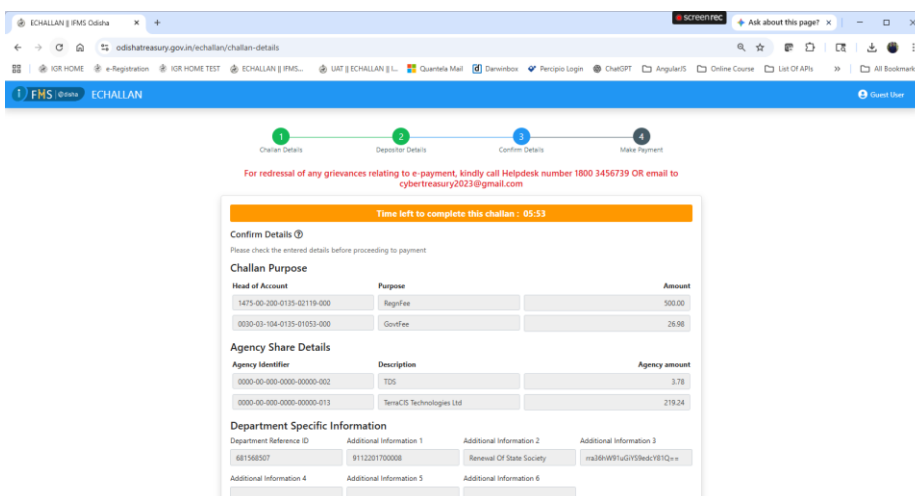 ECHALLAN || IFMS Odisha
screenrec
Ask about this page?
odishatreasury.gov.in/echallan/challan-details
IGR HOME e-Registration IGR HOME TEST ECHALLAN || IFMS... UAT || ECHALLAN || I... Quantela Mail Darwinbox Percipio Login ChatGPT AngularJS Online Course List Of APIs » All Bookmark
IFMS Odisha ECHALLAN Guest User
1 2 3 4
Challan Details Depositor Details Confirm Details Make Payment
For redressal of any grievances relating to e-payment, kindly call Helpdesk number 1800 3456739 OR email to
cybertreasury2023@gmail.com
Time left to complete this challan : 05:53
Confirm Details
Please check the entered details before proceeding to payment
Challan Purpose
Head of Account Purpose Amount
1475-00-200-0135-02119-000 RegnFee 500.00
0030-03-104-0135-01053-000 GovtFee 26.98
Agency Share Details
Agency Identifier Description Agency amount
0000-00-000-0000-00000-002 TDS 3.78
0000-00-000-0000-00000-013 TerraCIS Technologies Ltd 219.24
Department Specific Information
Department Reference ID Additional Information 1 Additional Information 2 Additional Information 3
681568507 9112201700008 Renewal Of State Society rra36hW91uGiYS9edcY81Q==
Additional Information 4 Additional Information 5 Additional Information 6